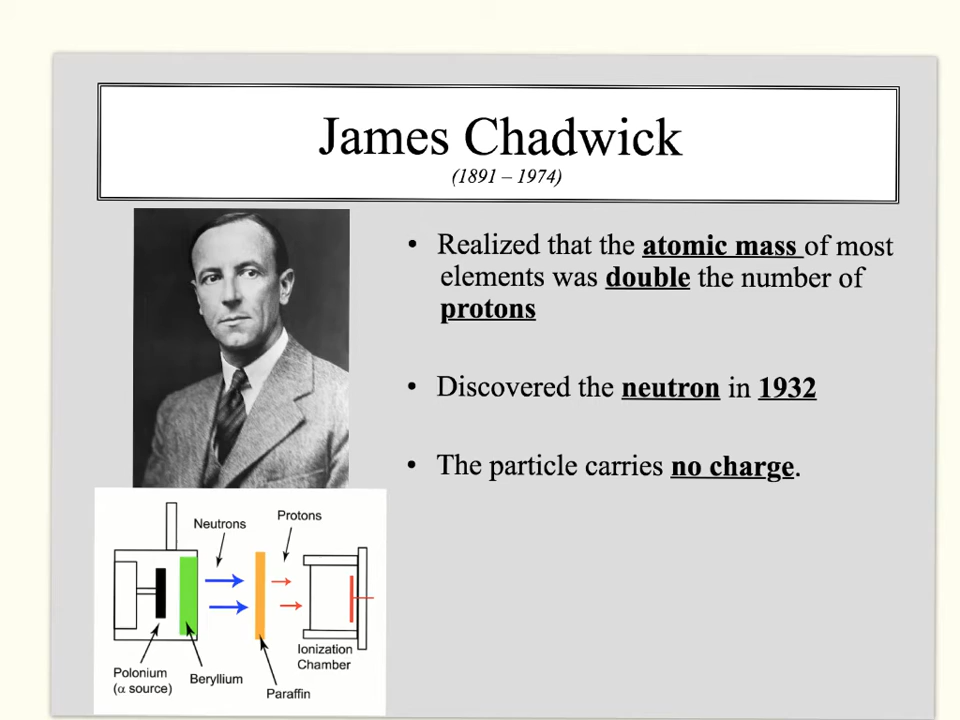 James Chadwick
(1891 – 1974)
• Realized that the atomic mass of most
elements was double the number of
protons
• Discovered the neutron in 1932
• The particle carries no charge.
Neutrons
Protons
Ionization
Chamber
Polonium
(α source)
Beryllium
Paraffin